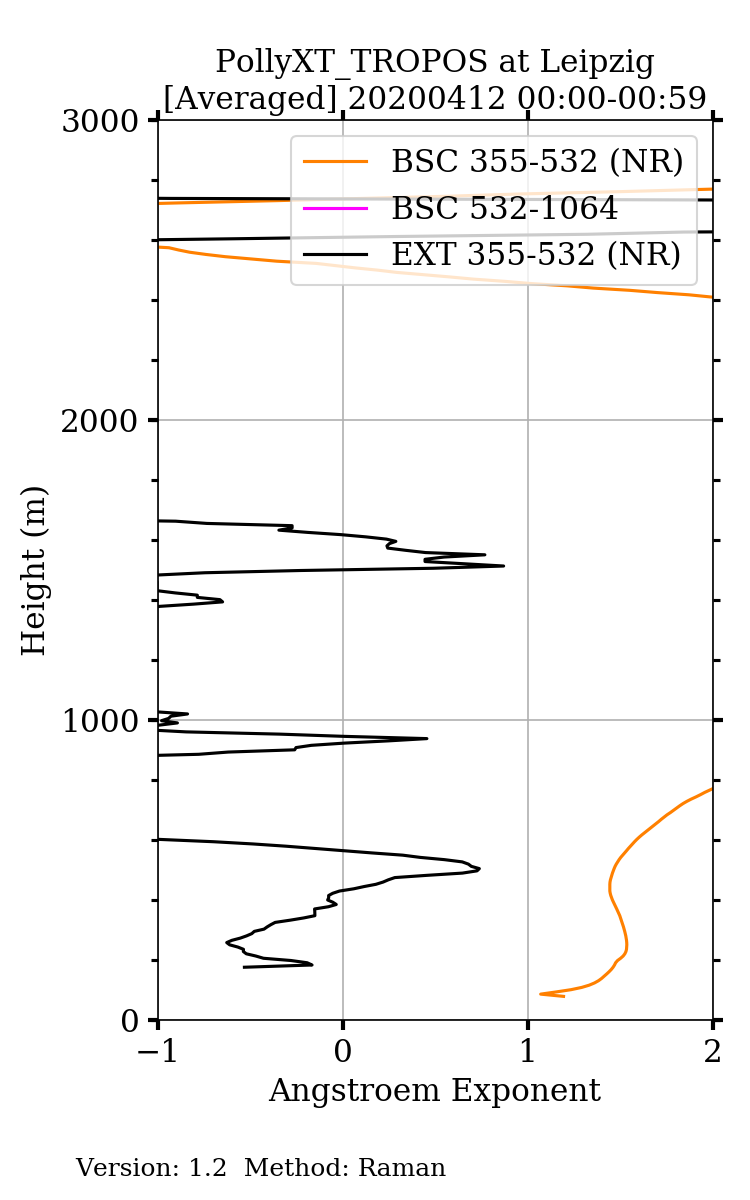 PollyXT_TROPOS at Leipzig
[Averaged] 20200412 00:00-00:59
BSC 355-532 (NR)
BSC 532-1064
EXT 355-532 (NR)
3000
2000
1000
0
Height (m)
−1 0 1 2
Angstroem Exponent
Version: 1.2 Method: Raman